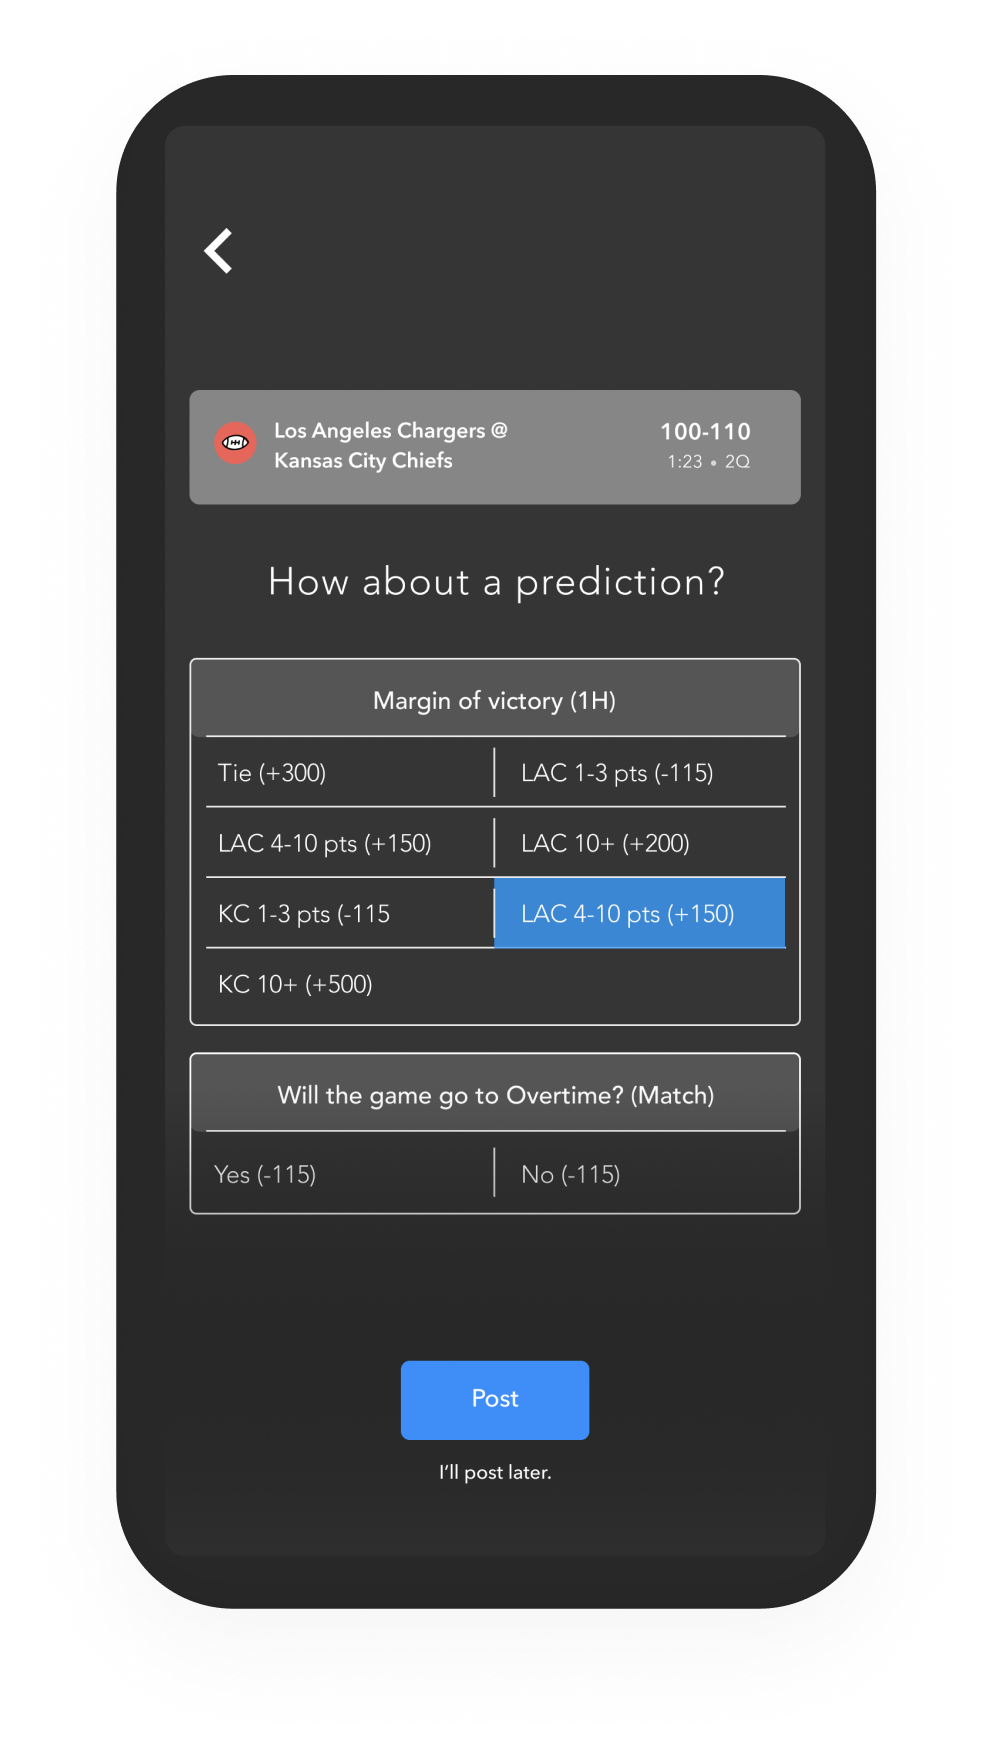 Los Angeles Chargers @
Kansas City Chiefs
100-110
1:23 • 2Q
How about a prediction?
Margin of victory (1H)
Tie (+300)
LAC 1-3 pts (-115)
LAC 4-10 pts (+150)
LAC 10+ (+200)
KC 1-3 pts (-115
LAC 4-10 pts (+150)
KC 10+ (+500)
Will the game go to Overtime? (Match)
Yes (-115)
No (-115)
Post
I'll post later.